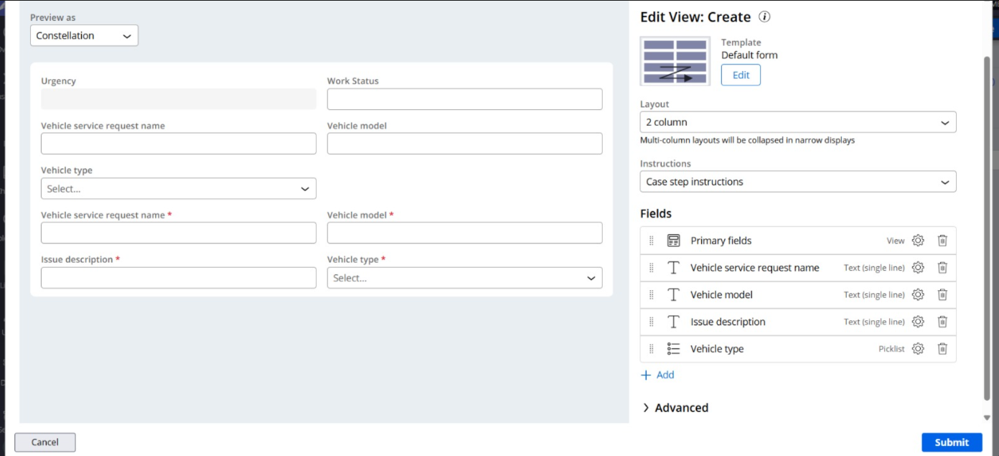 Preview as
Constellation
Urgency
Work Status
Vehicle service request name
Vehicle model
Vehicle type
Select...
Vehicle service request name *
Vehicle model *
Issue description *
Vehicle type *
Select...
Cancel
Edit View: Create
Template
Default form
Edit
Layout
2 column
Multi-column layouts will be collapsed in narrow displays
Instructions
Case step instructions
Fields
Primary fields View
Vehicle service request name Text (single line)
Vehicle model Text (single line)
Issue description Text (single line)
Vehicle type Picklist
+ Add
Advanced
Submit